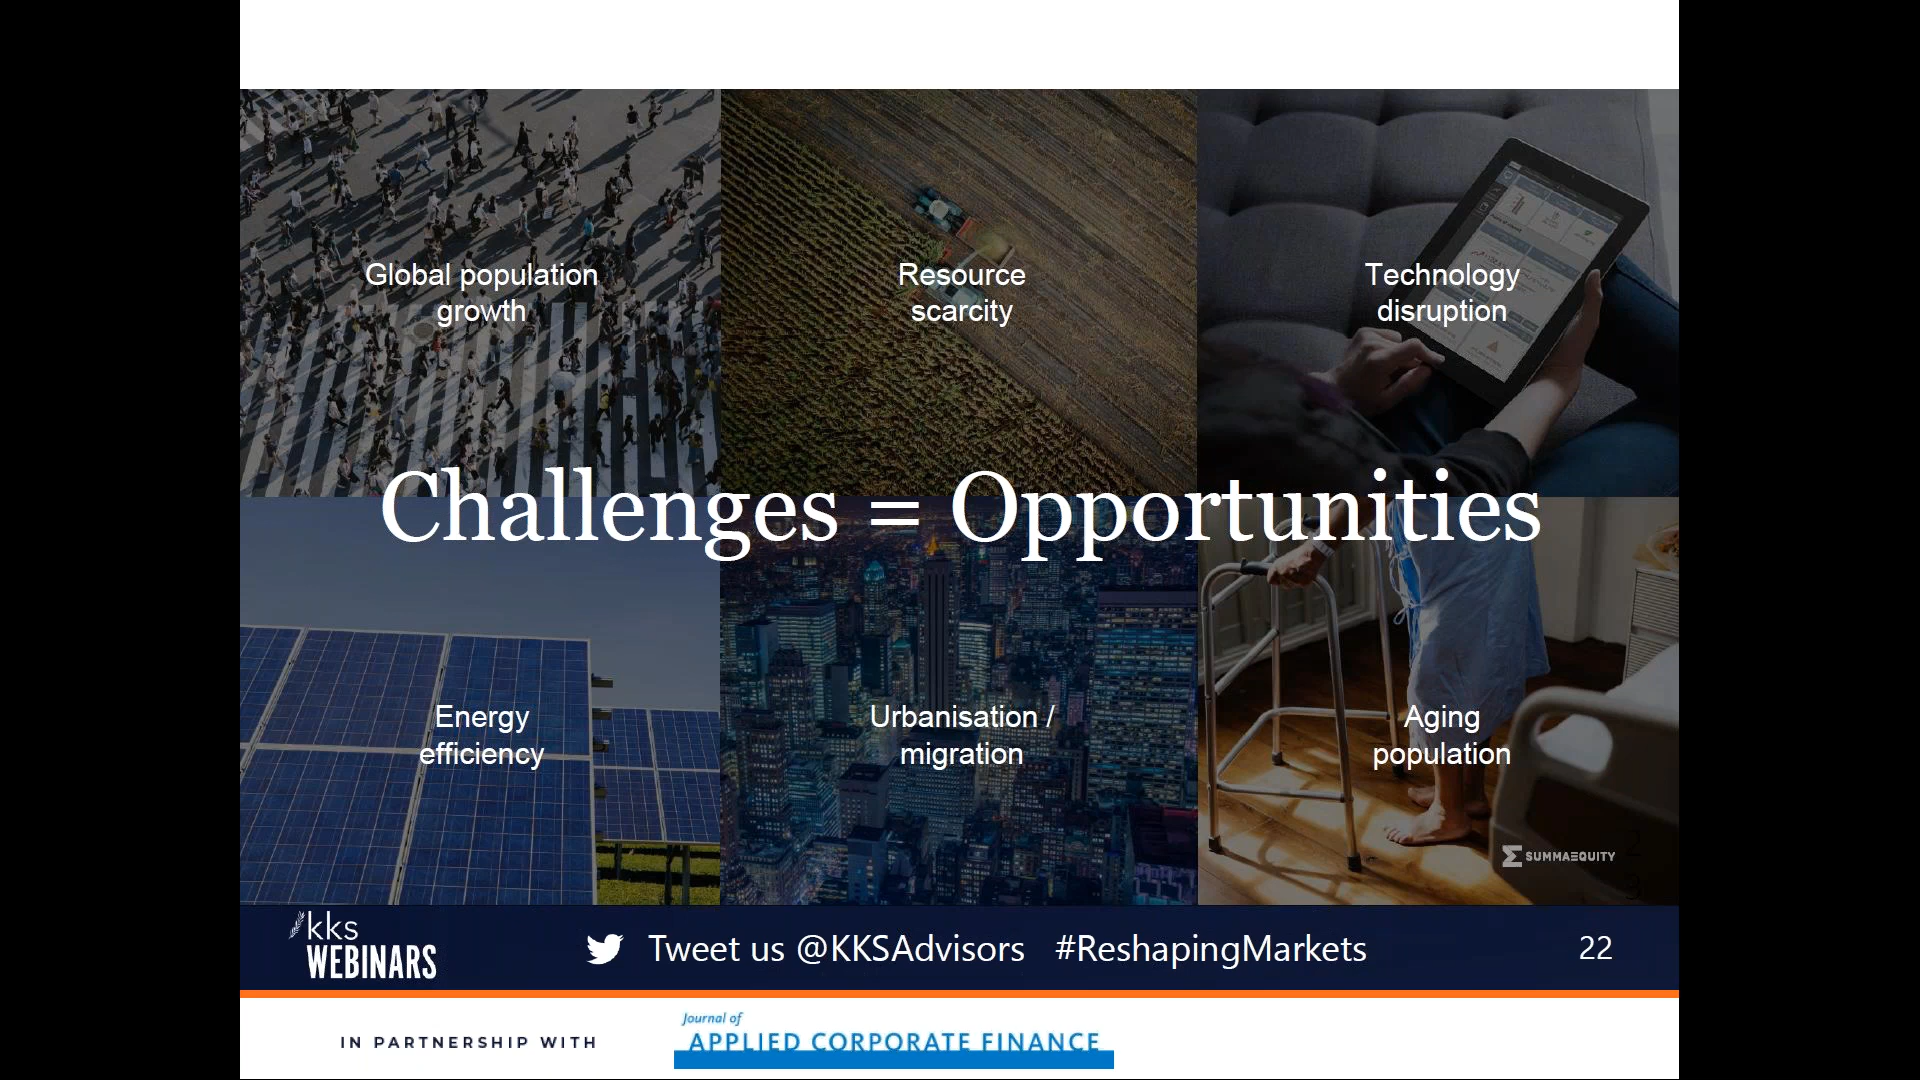 Global population
growth
Resource
scarcity
Technology
disruption
Challenges = Opportunities
Energy
efficiency
Urbanisation /
migration
Aging
population
SUMMAEQUITY
kks
WEBINARS
Tweet us @KKSAdvisors #ReshapingMarkets
22
IN PARTNERSHIP WITH
Journal of
APPLIED CORPORATE FINANCE